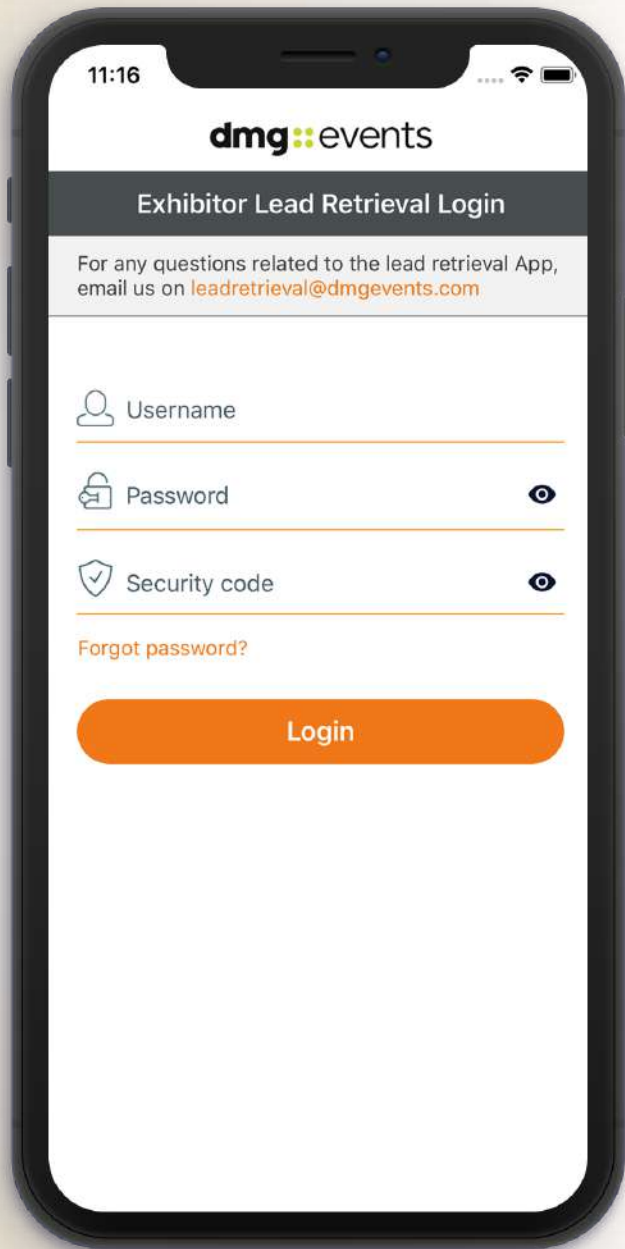 11:16
dmg::events
Exhibitor Lead Retrieval Login
For any questions related to the lead retrieval App,
email us on leadretrieval@dmgevents.com
Username
Password
Security code
Forgot password?
Login